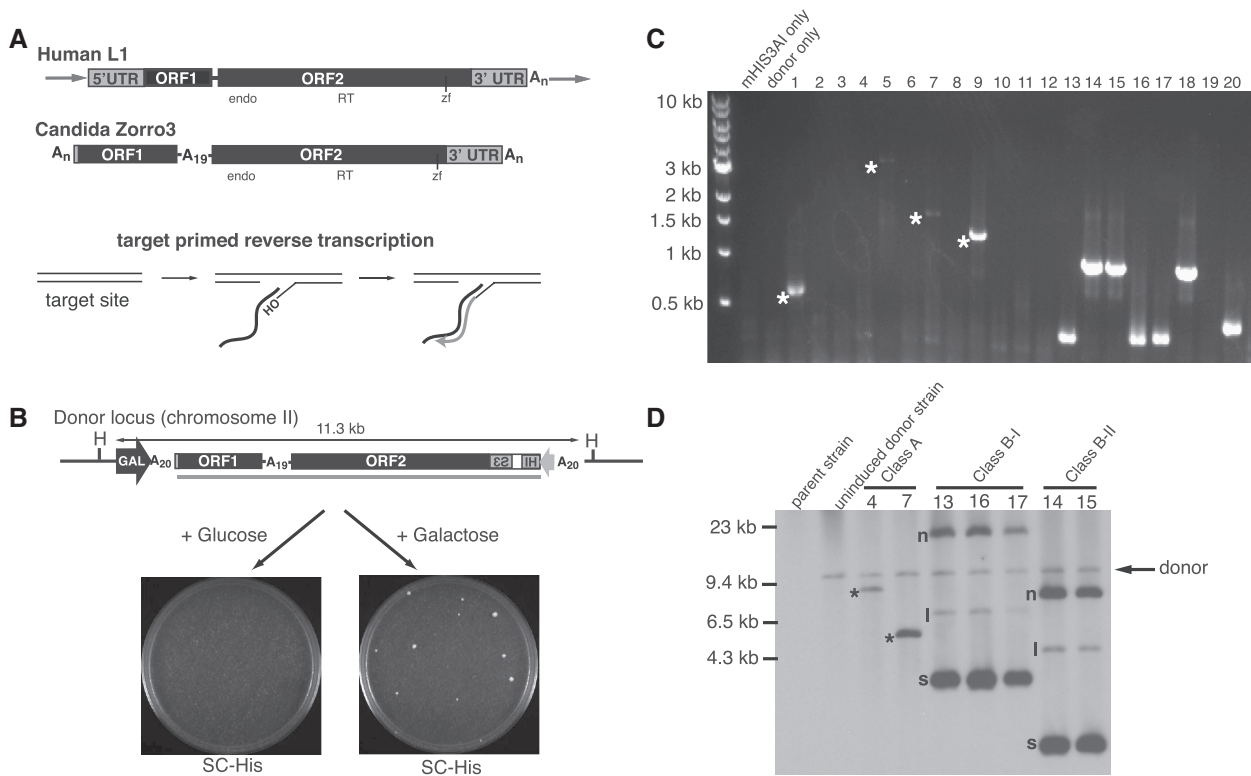 A
Human L1
5'UTR ORF1 ORF2 3' UTR An
endo RT zf
Candida Zorro3
An ORF1 A19 ORF2 3' UTR An
endo RT zf
target primed reverse transcription
target site
HO
B
Donor locus (chromosome II)
11.3 kb
H H
GAL A20 ORF1 A19 ORF2 S3 HI A20
+ Glucose + Galactose
SC-His SC-His
C
mHIS3AI only
donor only
1 2 3 4 5 6 7 8 9 10 11 12 13 14 15 16 17 18 19 20
10 kb
3 kb
2 kb
1.5 kb
1 kb
0.5 kb
* * * * *
D
parent strain
uninduced donor strain
Class A
Class B-I
Class B-II
4 7 13 16 17 14 15
23 kb
9.4 kb
6.5 kb
4.3 kb
n
l
s
n
l
s
* *
donor